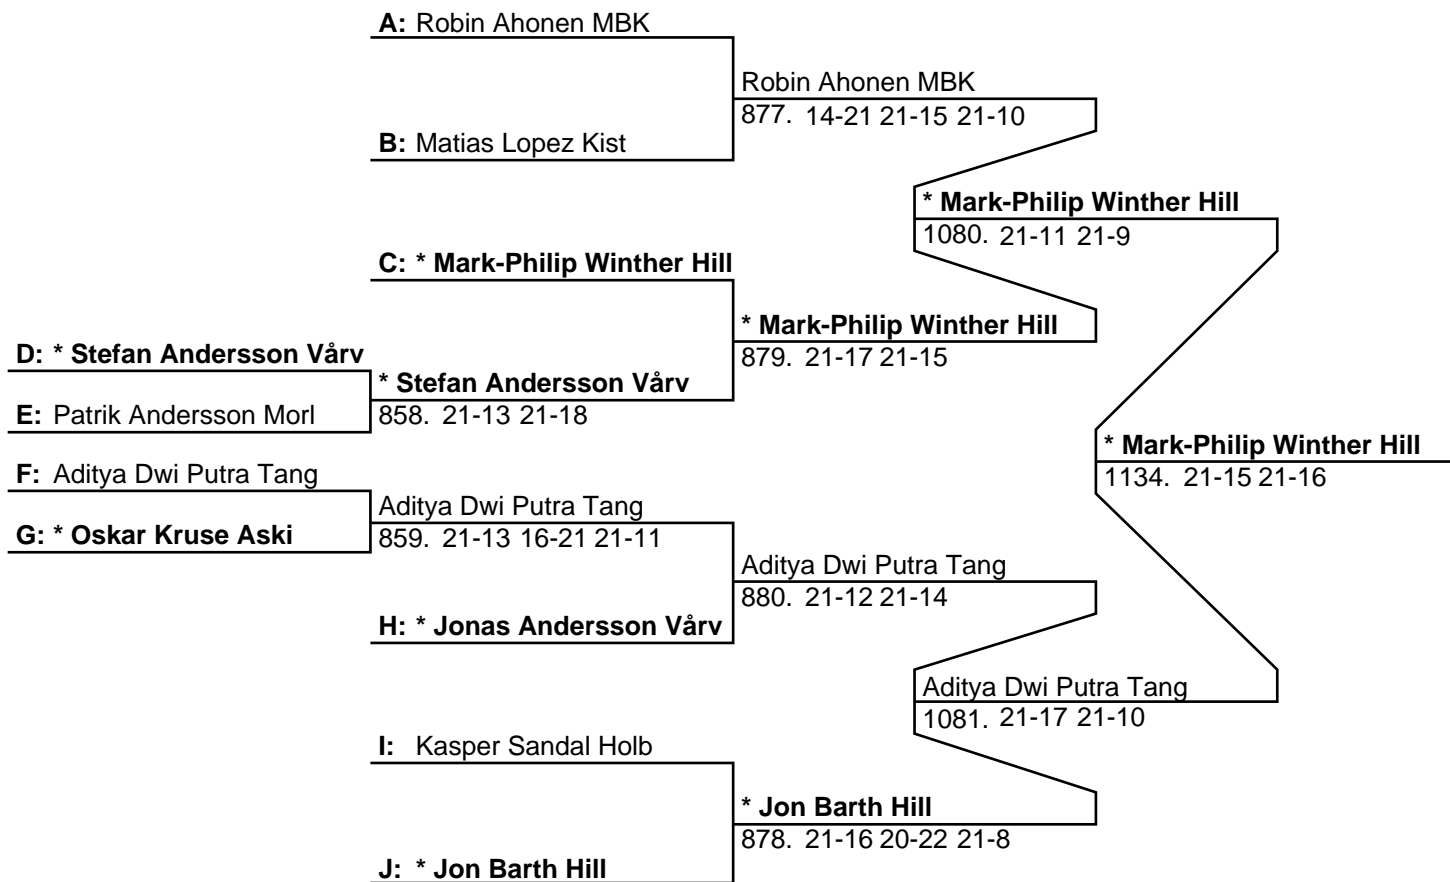 A: Robin Ahonen MBK
Robin Ahonen MBK
877. 14-21 21-15 21-10
B: Matias Lopez Kist
* Mark-Philip Winther Hill
1080. 21-11 21-9
C: * Mark-Philip Winther Hill
* Mark-Philip Winther Hill
879. 21-17 21-15
D: * Stefan Andersson Vårv
* Stefan Andersson Vårv
858. 21-13 21-18
E: Patrik Andersson Morl
* Mark-Philip Winther Hill
1134. 21-15 21-16
F: Aditya Dwi Putra Tang
Aditya Dwi Putra Tang
859. 21-13 16-21 21-11
G: * Oskar Kruse Aski
Aditya Dwi Putra Tang
880. 21-12 21-14
H: * Jonas Andersson Vårv
Aditya Dwi Putra Tang
1081. 21-17 21-10
I: Kasper Sandal Holb
* Jon Barth Hill
878. 21-16 20-22 21-8
J: * Jon Barth Hill